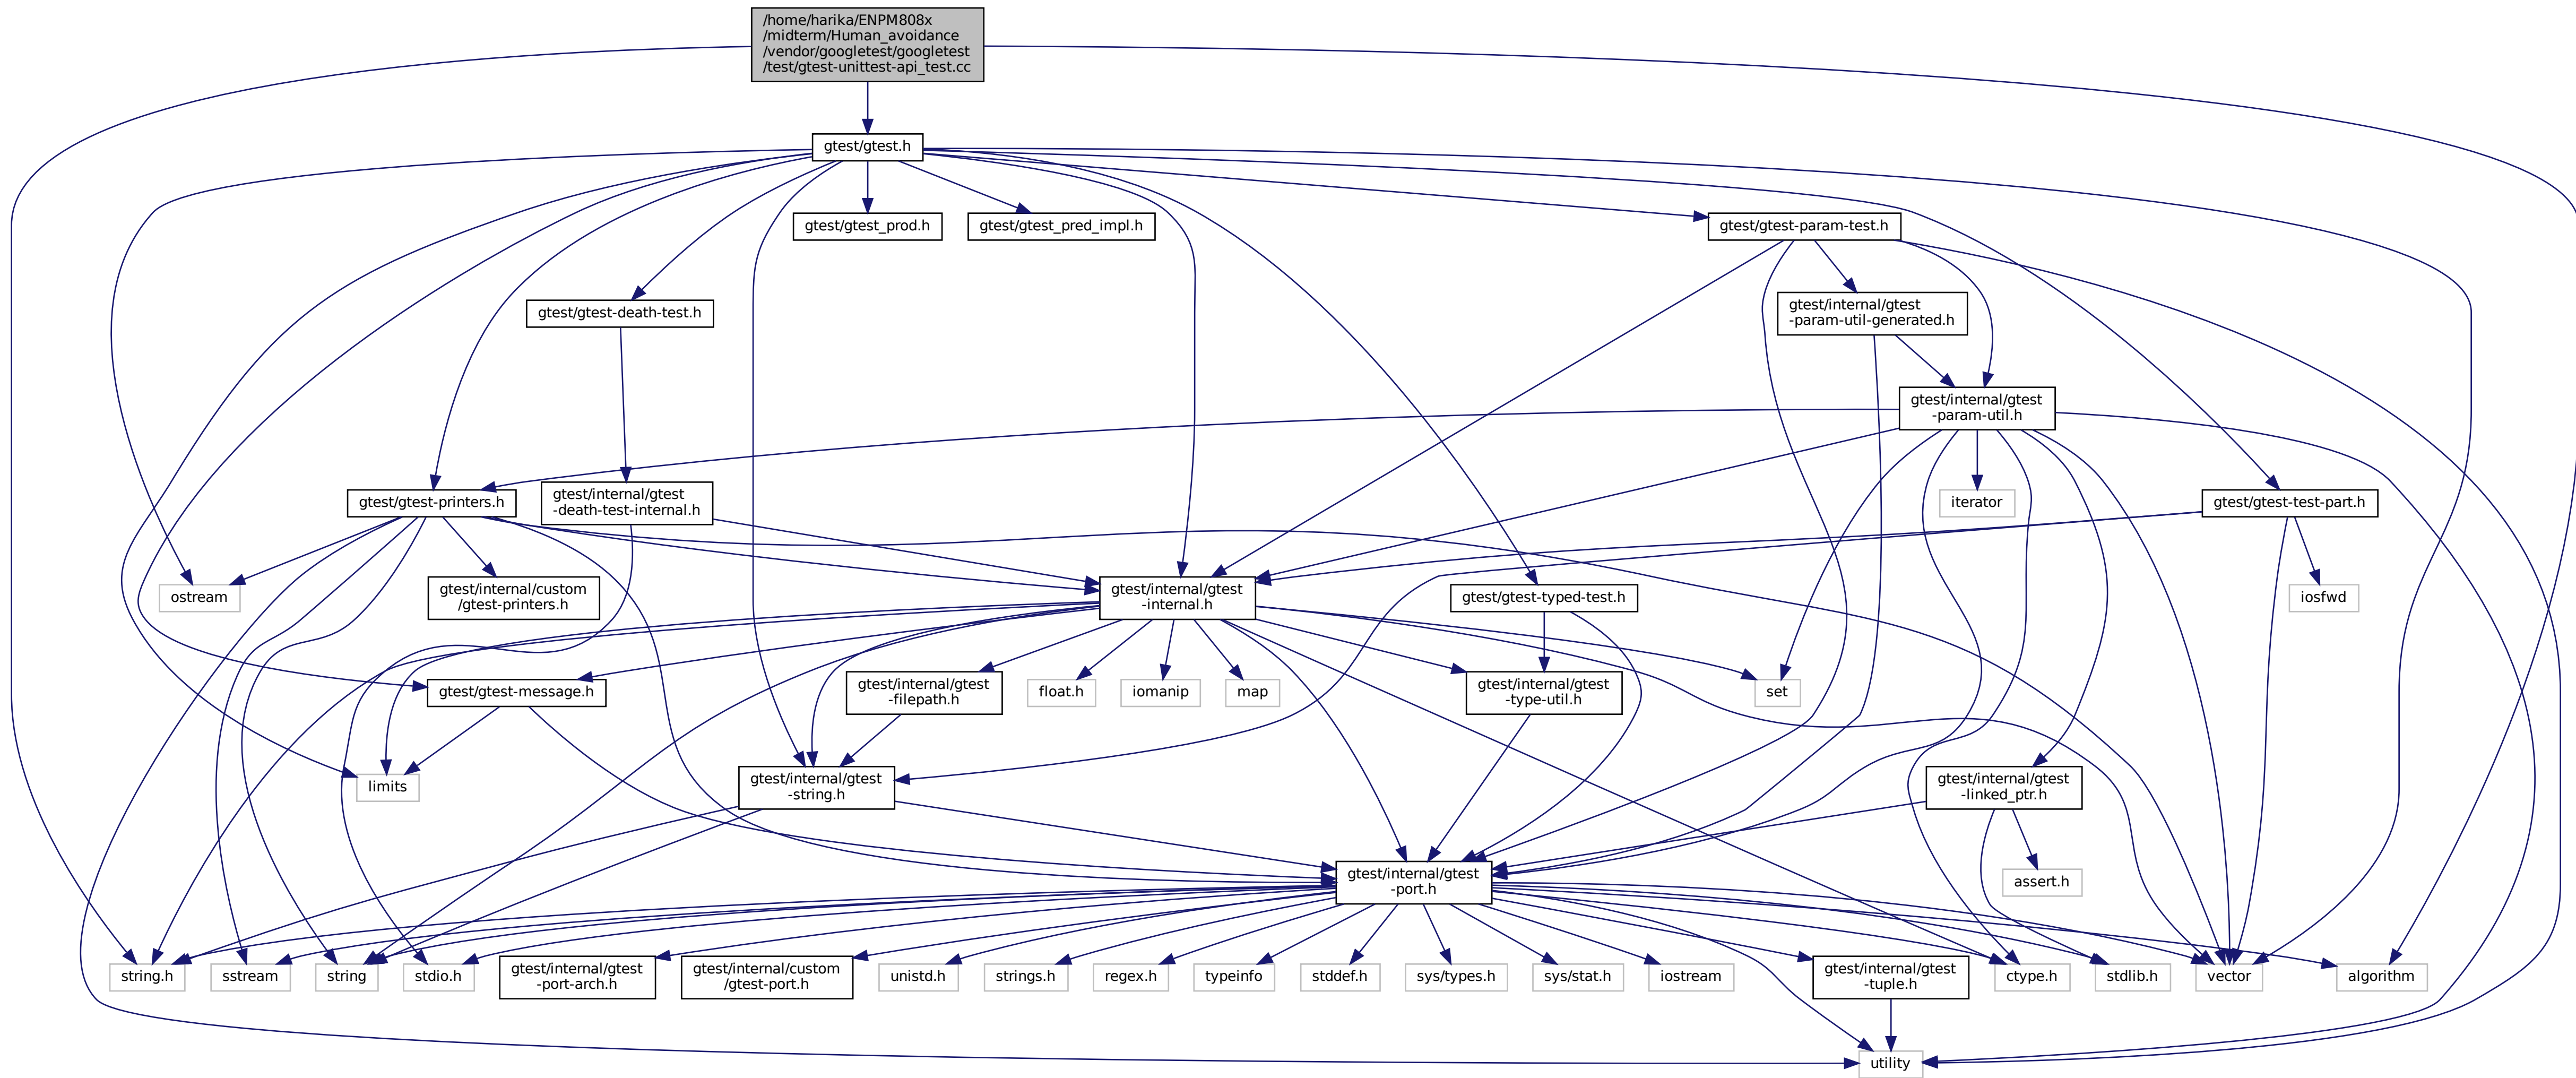 /home/harika/ENPM808x
/midterm/Human_avoidance
/vendor/googletest/googletest
/test/gtest-unittest-api_test.cc
gtest/gtest.h
gtest/gtest_prod.h
gtest/gtest_pred_impl.h
gtest/gtest-param-test.h
gtest/gtest-death-test.h
gtest/internal/gtest
-param-util-generated.h
gtest/internal/gtest
-param-util.h
gtest/gtest-printers.h
gtest/internal/gtest
-death-test-internal.h
iterator
gtest/gtest-test-part.h
ostream
gtest/internal/custom
/gtest-printers.h
gtest/internal/gtest
-internal.h
gtest/gtest-typed-test.h
iosfwd
gtest/gtest-message.h
gtest/internal/gtest
-filepath.h
float.h
iomanip
map
gtest/internal/gtest
-type-util.h
set
limits
gtest/internal/gtest
-string.h
gtest/internal/gtest
-linked_ptr.h
gtest/internal/gtest
-port.h
assert.h
string.h
sstream
string
stdio.h
gtest/internal/gtest
-port-arch.h
gtest/internal/custom
/gtest-port.h
unistd.h
strings.h
regex.h
typeinfo
stddef.h
sys/types.h
sys/stat.h
iostream
gtest/internal/gtest
-tuple.h
ctype.h
stdlib.h
vector
algorithm
utility